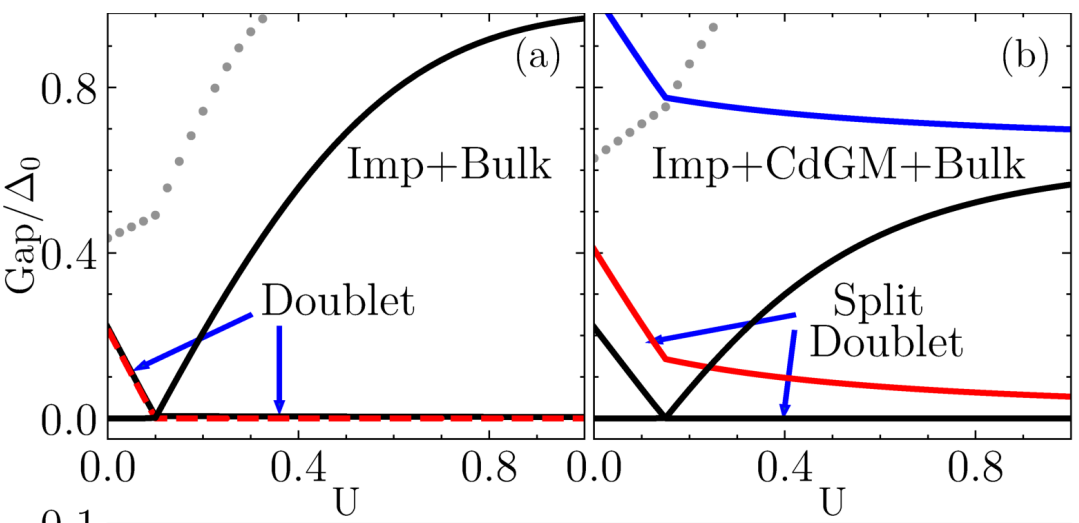 (a)
(b)
0.8
Imp+Bulk
Imp+CdGM+Bulk
Gap/Δ₀
0.4
Doublet
Split
Doublet
0.0
0.0
0.4
0.8
0.0
0.4
0.8
U
U